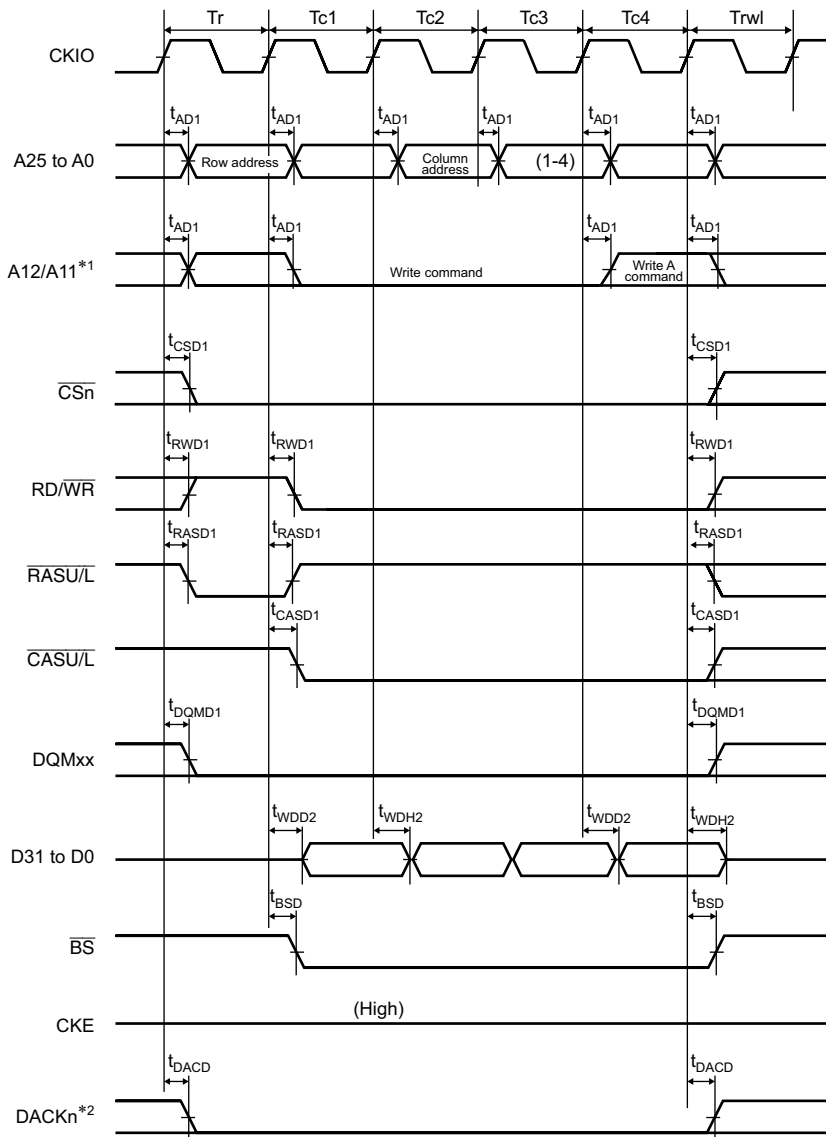 Tr Tc1 Tc2 Tc3 Tc4 Trwl
CKIO
tAD1 tAD1 tAD1 tAD1 tAD1 tAD1
A25 to A0 Row address Column address (1-4)
tAD1 tAD1 tAD1 tAD1
A12/A11*1 Write command Write A command
tCSD1 tCSD1
CSn
tRWD1 tRWD1 tRWD1
RD/WR
tRASD1 tRASD1 tRASD1
RASU/L
tCASD1 tCASD1
CASU/L
tDQMD1 tDQMD1
DQMxx
tWDD2 tWDH2 tWDD2 tWDH2
D31 to D0
tBSD tBSD
BS
(High)
CKE
tDACD tDACD
DACKn*2